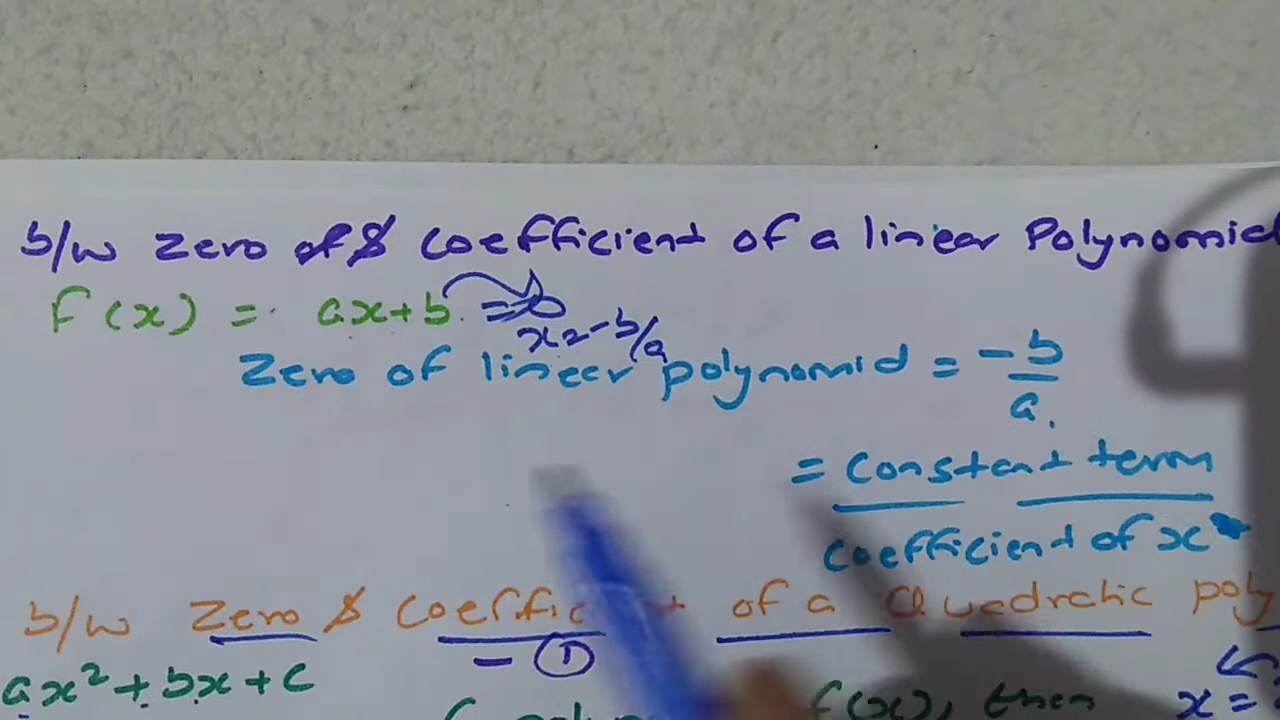 b/w zero of & coefficient of a linear Polynomial
f(x) = ax+b = 0
x = -b/a
Zero of linear polynomial = -b/a
= constant term
coefficient of x
b/w zero & coeffic of a Quadratic poly
- ①
ax²+bx+c
f(x), then x =